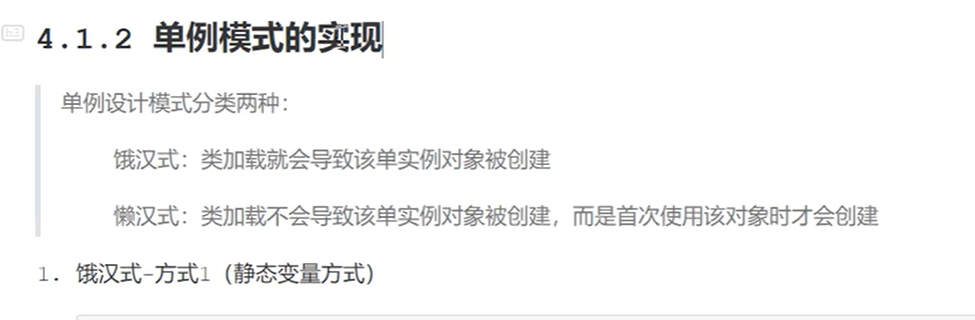 h3
4.1.2 单例模式的实现
单例设计模式分类两种：
饿汉式：类加载就会导致该单实例对象被创建
懒汉式：类加载不会导致该单实例对象被创建，而是首次使用该对象时才会创建
1. 饿汉式-方式1（静态变量方式）